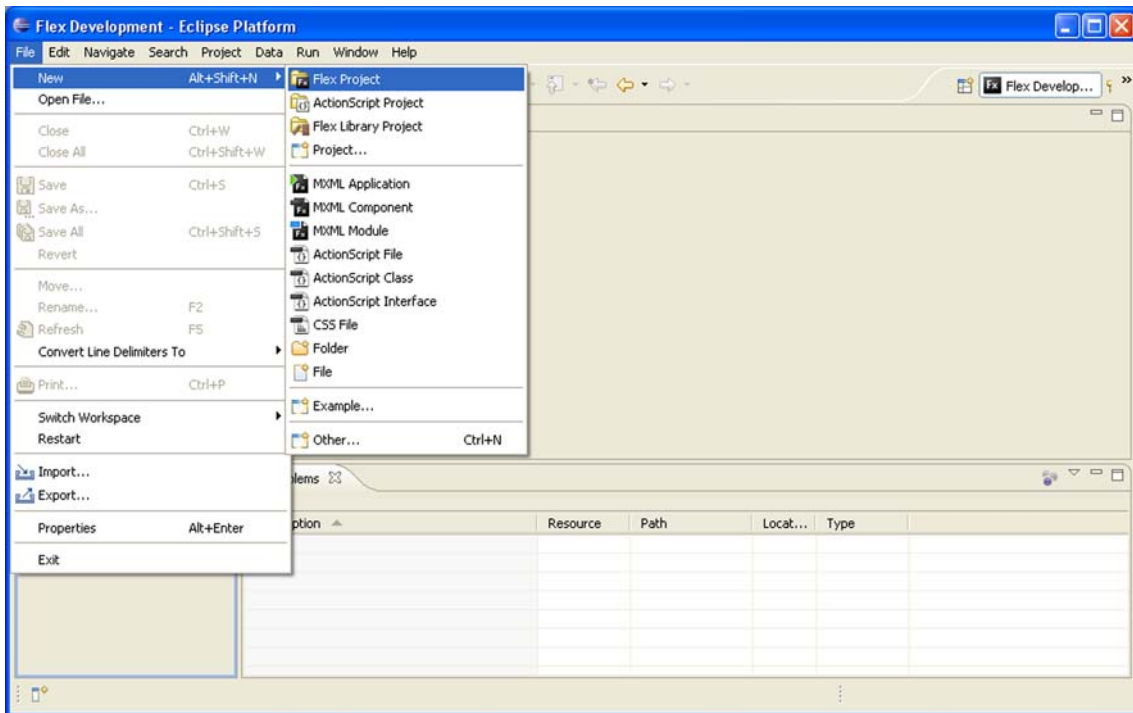 Flex Development - Eclipse Platform
File Edit Navigate Search Project Data Run Window Help
New Alt+Shift+N
Open File...
Close Ctrl+W
Close All Ctrl+Shift+W
Save Ctrl+S
Save As...
Save All Ctrl+Shift+S
Revert
Move...
Rename... F2
Refresh F5
Convert Line Delimiters To
Print... Ctrl+P
Switch Workspace
Restart
Import...
Export...
Properties Alt+Enter
Exit
Flex Project
ActionScript Project
Flex Library Project
Project...
MXML Application
MXML Component
MXML Module
ActionScript File
ActionScript Class
ActionScript Interface
CSS File
Folder
File
Example...
Other... Ctrl+N
Fx Flex Develop... »
lems
ption Resource Path Locat... Type